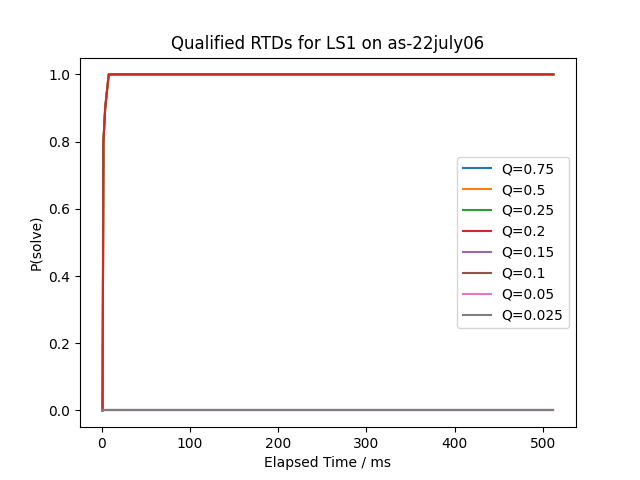 Qualified RTDs for LS1 on as-22july06
1.0
0.8
0.6
0.4
0.2
0.0
P(solve)
Q=0.75
Q=0.5
Q=0.25
Q=0.2
Q=0.15
Q=0.1
Q=0.05
Q=0.025
0 100 200 300 400 500
Elapsed Time / ms